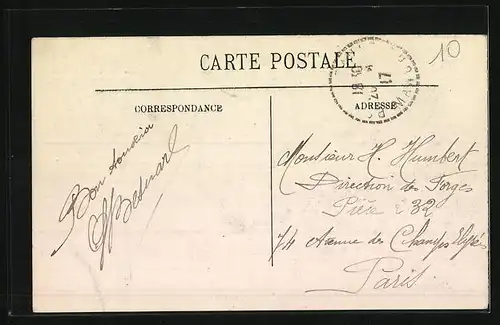 10
CARTE POSTALE
CORRESPONDANCE
ADRESSE
Bon souvenir
Monsieur H. Humbert
Direction des Forges
Pièce 232
74 Avenue des Champs Elysées
Paris